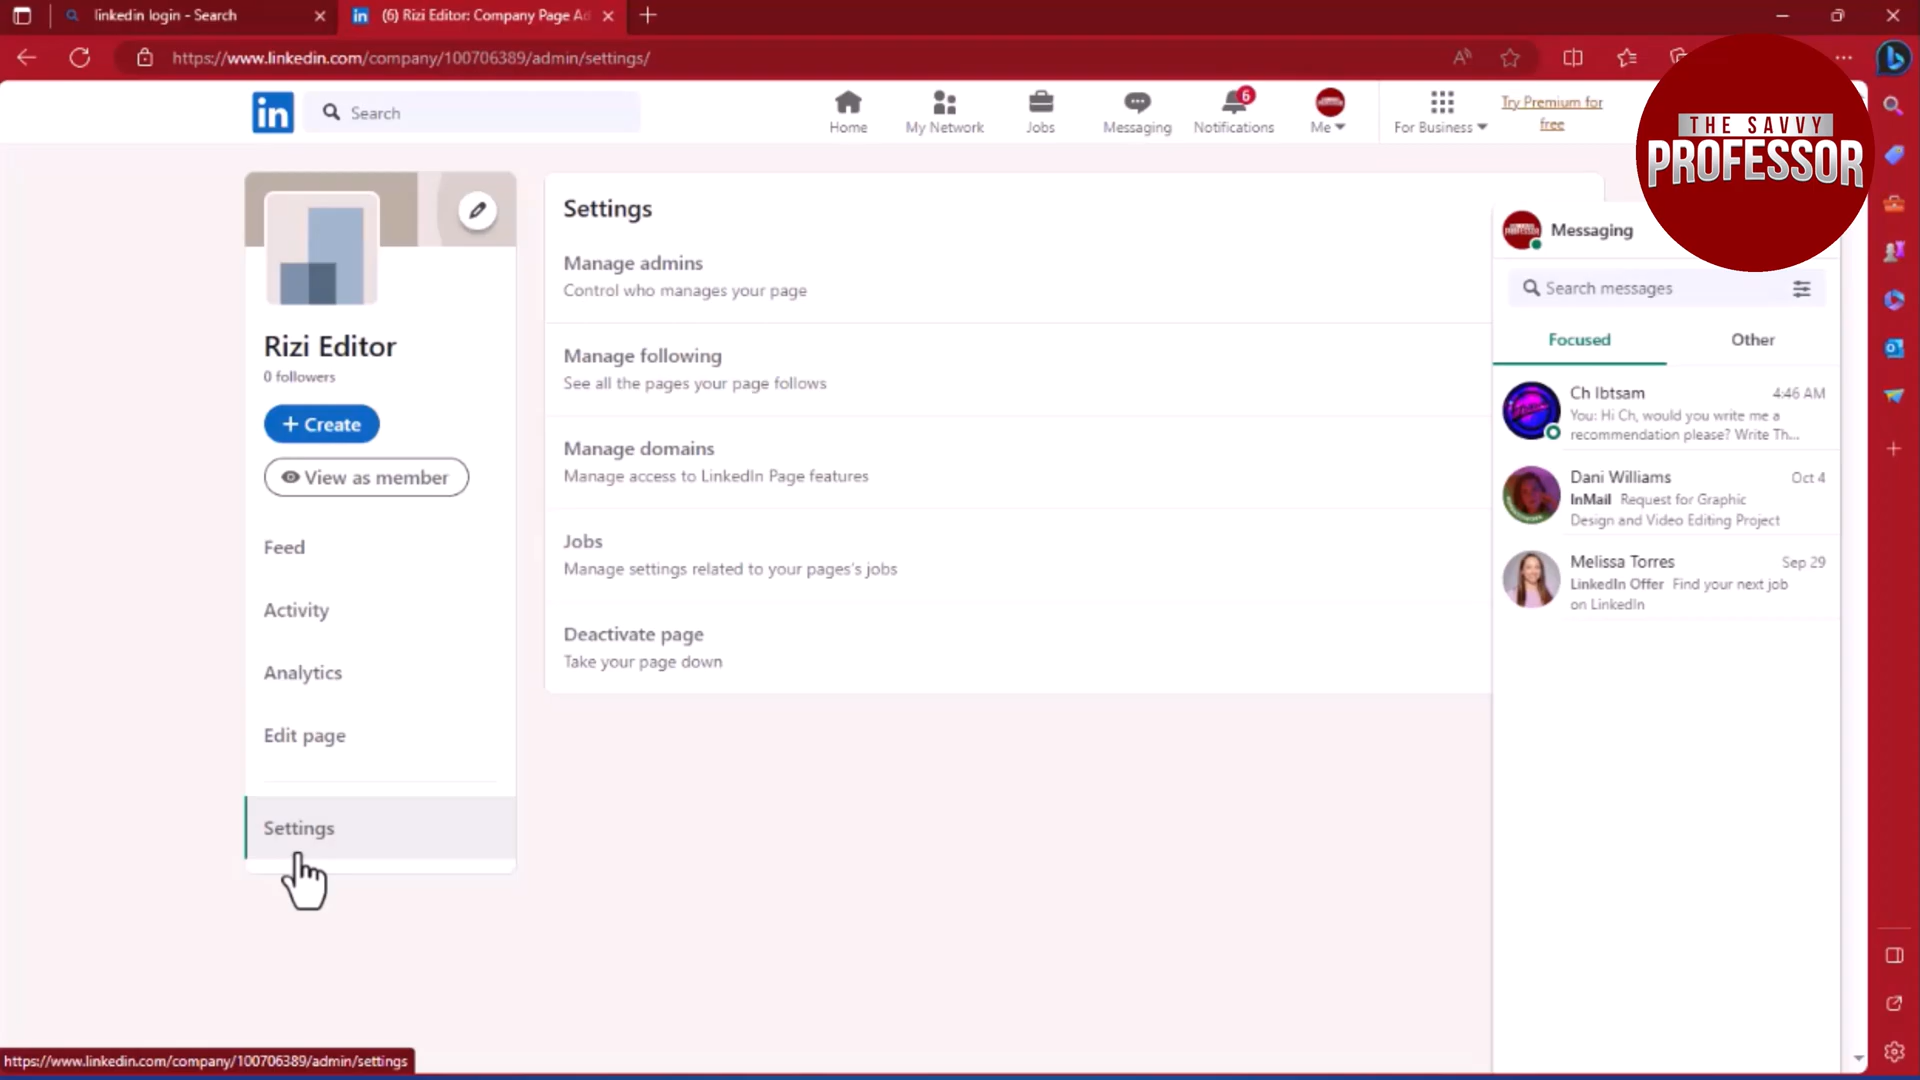 linkedin login - Search
(6) Rizi Editor: Company Page Ad
https://www.linkedin.com/company/100706389/admin/settings/
Search
Home
My Network
Jobs
Messaging
6
Notifications
Me
For Business
Try Premium for
free
THE SAVVY
PROFESSOR
Rizi Editor
0 followers
+ Create
View as member
Feed
Activity
Analytics
Edit page
Settings
Settings
Manage admins
Control who manages your page
Manage following
See all the pages your page follows
Manage domains
Manage access to LinkedIn Page features
Jobs
Manage settings related to your pages's jobs
Deactivate page
Take your page down
Messaging
Search messages
Focused
Other
Ch Ibtsam
4:46 AM
You: Hi Ch, would you write me a
recommendation please? Write Th...
Dani Williams
Oct 4
InMail Request for Graphic
Design and Video Editing Project
Melissa Torres
Sep 29
LinkedIn Offer Find your next job
on LinkedIn
https://www.linkedin.com/company/100706389/admin/settings